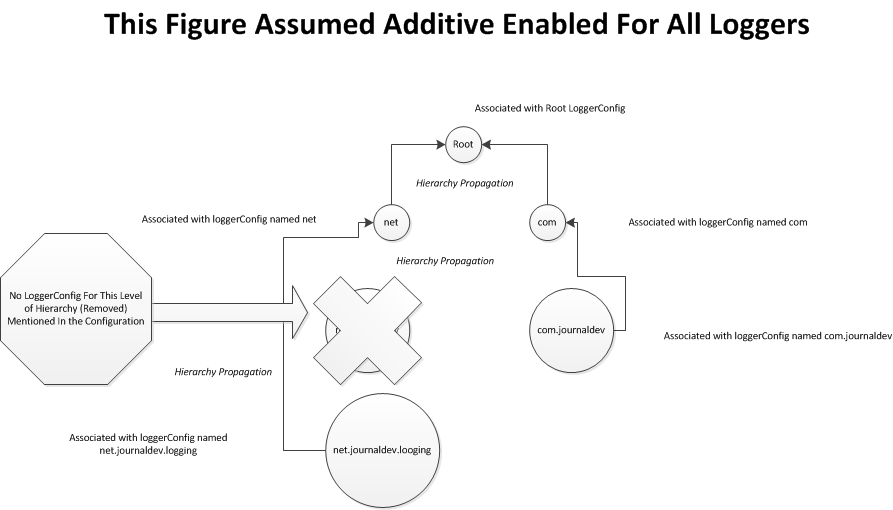 This Figure Assumed Additive Enabled For All Loggers
Associated with Root LoggerConfig
Root
Hierarchy Propagation
Associated with loggerConfig named net
net
com
Associated with loggerConfig named com
Hierarchy Propagation
No LoggerConfig For This Level
of Hierarchy (Removed)
Mentioned In the Configuration
com.journaldev
Associated with loggerConfig named com.journaldev
Hierarchy Propagation
Associated with loggerConfig named
net.journaldev.logging
net.journaldev.looging